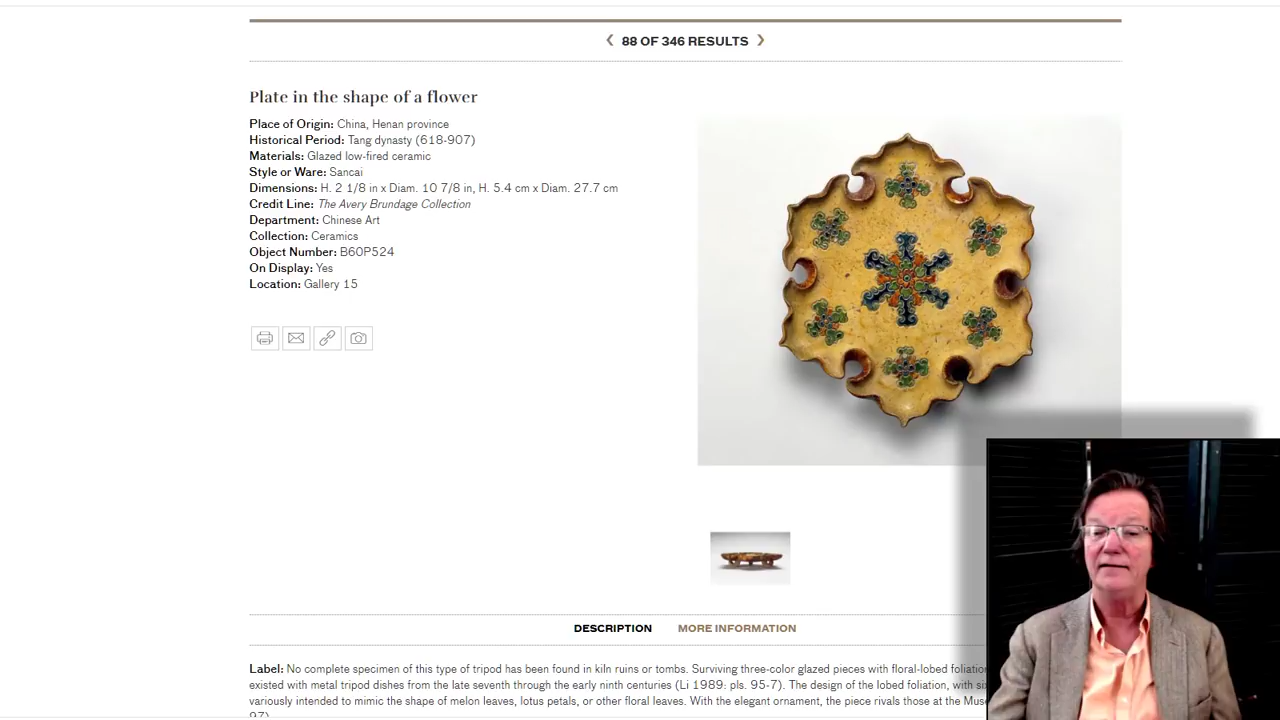 88 OF 346 RESULTS
Plate in the shape of a flower
Place of Origin: China, Henan province
Historical Period: Tang dynasty (618-907)
Materials: Glazed low-fired ceramic
Style or Ware: Sancai
Dimensions: H. 2 1/8 in x Diam. 10 7/8 in, H. 5.4 cm x Diam. 27.7 cm
Credit Line: The Avery Brundage Collection
Department: Chinese Art
Collection: Ceramics
Object Number: B60P524
On Display: Yes
Location: Gallery 15
DESCRIPTION MORE INFORMATION
Label: No complete specimen of this type of tripod has been found in kiln ruins or tombs. Surviving three-color glazed pieces with floral-lobed foliation
existed with metal tripod dishes from the late seventh through the early ninth centuries (Li 1989: pls. 95-7). The design of the lobed foliation, with
variously intended to mimic the shape of melon leaves, lotus petals, or other floral leaves. With the elegant ornament, the piece rivals those at the
97)